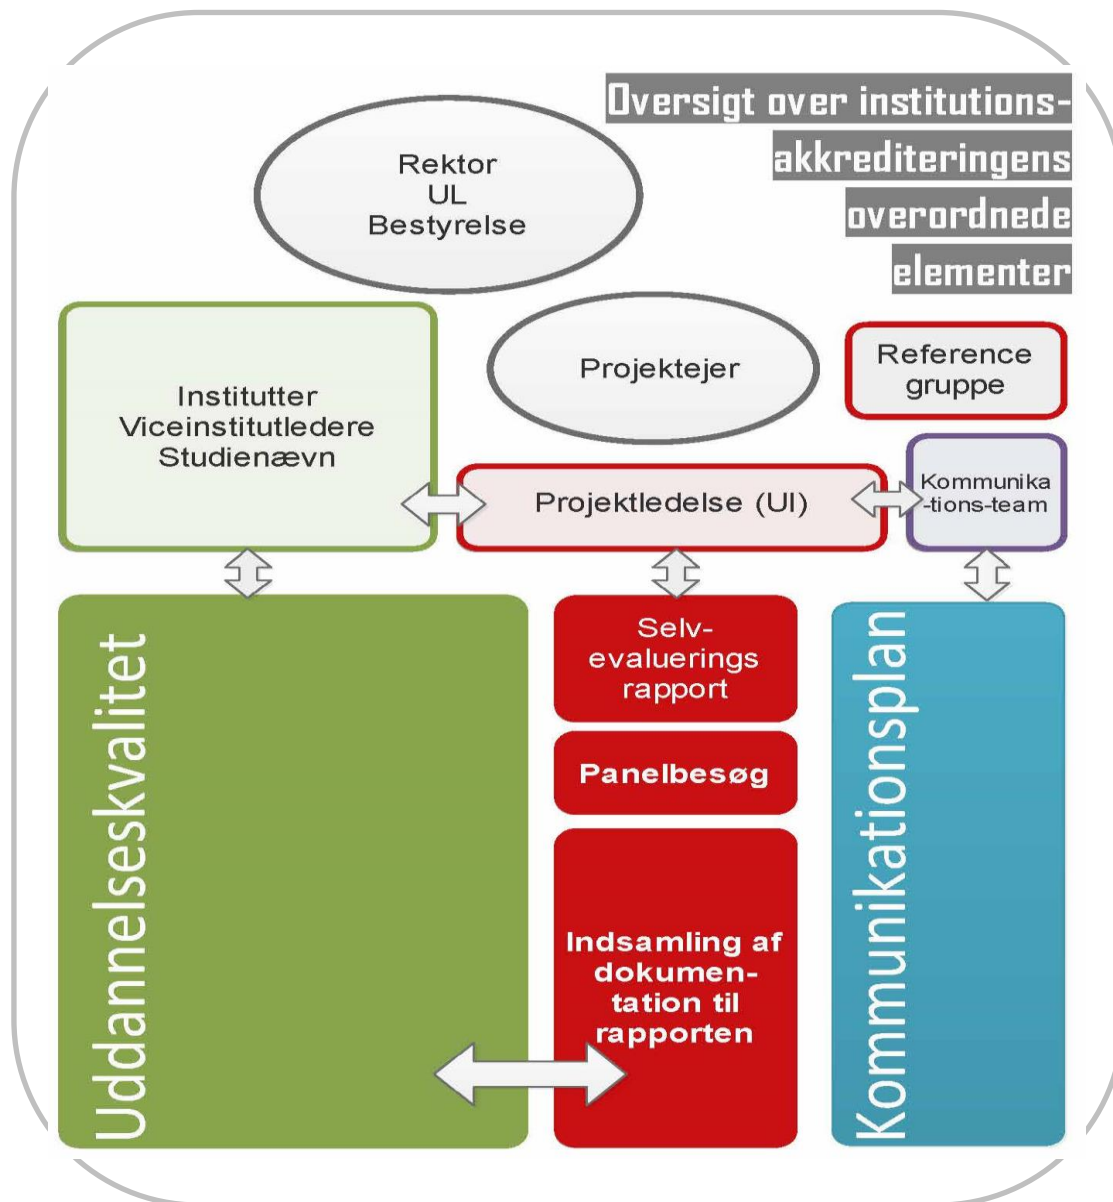 Oversigt over institutions-
akkrediteringens
overordnede
elementer
Rektor
UL
Bestyrelse
Projektejer
Reference
gruppe
Institutter
Viceinstitutledere
Studienævn
Projektledelse (UI)
Kommunika
-tions-team
Uddannelseskvalitet
Selv-
evaluerings
rapport
Panelbesøg
Indsamling af
dokumen-
tation til
rapporten
Kommunikationsplan